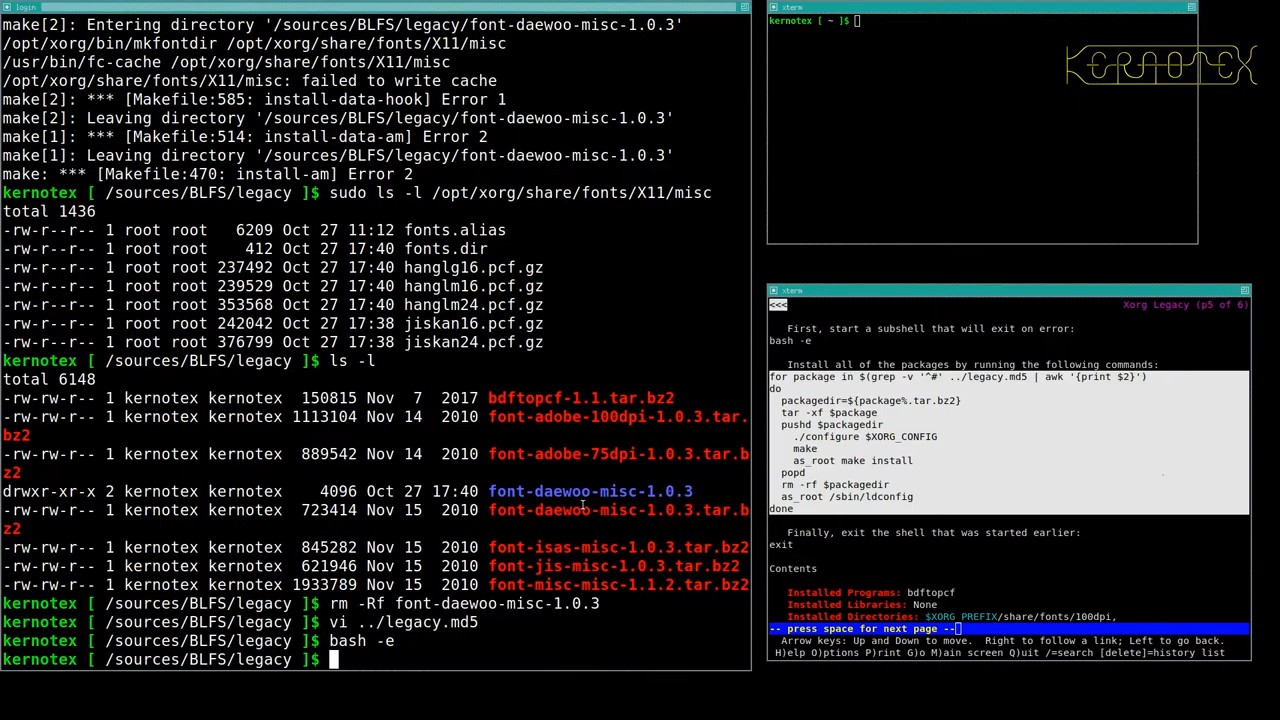 login
make[2]: Entering directory '/sources/BLFS/legacy/font-daewoo-misc-1.0.3'
/opt/xorg/bin/mkfontdir /opt/xorg/share/fonts/X11/misc
/usr/bin/fc-cache /opt/xorg/share/fonts/X11/misc
/opt/xorg/share/fonts/X11/misc: failed to write cache
make[2]: *** [Makefile:585: install-data-hook] Error 1
make[2]: Leaving directory '/sources/BLFS/legacy/font-daewoo-misc-1.0.3'
make[1]: *** [Makefile:514: install-data-am] Error 2
make[1]: Leaving directory '/sources/BLFS/legacy/font-daewoo-misc-1.0.3'
make: *** [Makefile:470: install-am] Error 2
kernotex [ /sources/BLFS/legacy ]$ sudo ls -l /opt/xorg/share/fonts/X11/misc
total 1436
-rw-r--r-- 1 root root   6209 Oct 27 11:12 fonts.alias
-rw-r--r-- 1 root root    412 Oct 27 17:40 fonts.dir
-rw-r--r-- 1 root root 237492 Oct 27 17:40 hanglg16.pcf.gz
-rw-r--r-- 1 root root 239529 Oct 27 17:40 hanglm16.pcf.gz
-rw-r--r-- 1 root root 353568 Oct 27 17:40 hanglm24.pcf.gz
-rw-r--r-- 1 root root 242042 Oct 27 17:38 jiskan16.pcf.gz
-rw-r--r-- 1 root root 376799 Oct 27 17:38 jiskan24.pcf.gz
kernotex [ /sources/BLFS/legacy ]$ ls -l
total 6148
-rw-r--r-- 1 kernotex kernotex  150815 Nov  7  2017 bdftopcf-1.1.tar.bz2
-rw-r--r-- 1 kernotex kernotex 1113104 Nov 14  2010 font-adobe-100dpi-1.0.3.tar.
bz2
-rw-r--r-- 1 kernotex kernotex  889542 Nov 14  2010 font-adobe-75dpi-1.0.3.tar.b
z2
drwxr-xr-x 2 kernotex kernotex    4096 Oct 27 17:40 font-daewoo-misc-1.0.3
-rw-r--r-- 1 kernotex kernotex  723414 Nov 15  2010 font-daewoo-misc-1.0.3.tar.b
z2
-rw-r--r-- 1 kernotex kernotex  845282 Nov 15  2010 font-isas-misc-1.0.3.tar.bz2
-rw-r--r-- 1 kernotex kernotex  621946 Nov 15  2010 font-jis-misc-1.0.3.tar.bz2
-rw-r--r-- 1 kernotex kernotex 1933789 Nov 15  2010 font-misc-misc-1.1.2.tar.bz2
kernotex [ /sources/BLFS/legacy ]$ rm -Rf font-daewoo-misc-1.0.3
kernotex [ /sources/BLFS/legacy ]$ vi ../legacy.md5
kernotex [ /sources/BLFS/legacy ]$ bash -e
kernotex [ /sources/BLFS/legacy ]$
xterm
kernotex [ ~ ]$
KERNOTEX
xterm
<<<
Xorg Legacy (p5 of 6)
First, start a subshell that will exit on error:
bash -e
Install all of the packages by running the following commands:
for package in $(grep -v '^#' ../legacy.md5 | awk '{print $2}')
do
  packagedir=${package%.tar.bz2}
  tar -xf $package
  pushd $packagedir
    ./configure $XORG_CONFIG
    make
    as_root make install
  popd
  rm -rf $packagedir
  as_root /sbin/ldconfig
done
Finally, exit the shell that was started earlier:
exit
Contents
Installed Programs: bdftopcf
Installed Libraries: None
Installed Directories: $XORG_PREFIX/share/fonts/100dpi,
-- press space for next page --
Arrow keys: Up and Down to move.  Right to follow a link; Left to go back.
H)elp O)ptions P)rint G)o M)ain screen Q)uit /=search [delete]=history list